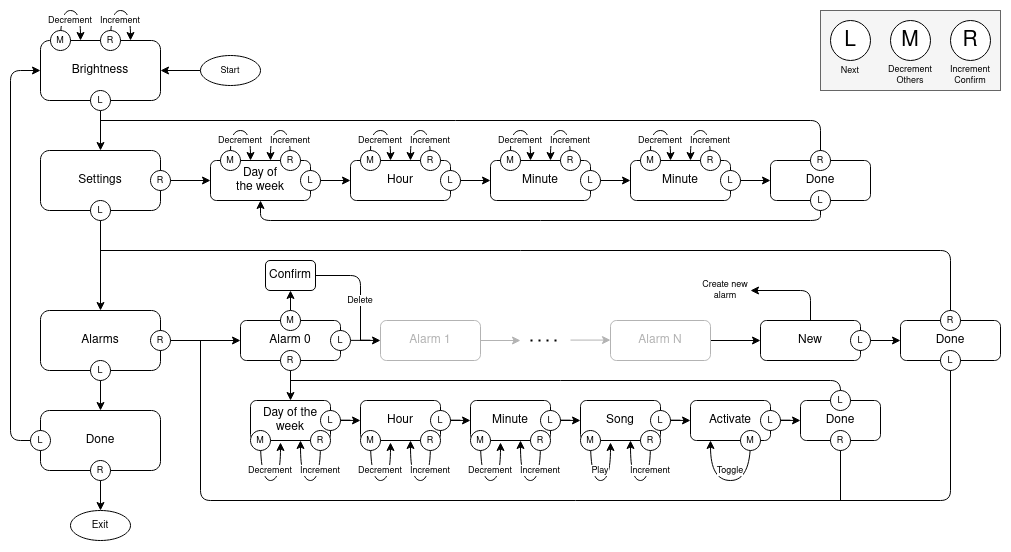 Decrement
Increment
M
R
Brightness
L
Start
L
M
R
Next
Decrement
Others
Increment
Confirm
Decrement
Increment
Decrement
Increment
Decrement
Increment
Decrement
Increment
M
R
M
R
M
R
M
R
R
Settings
R
Day of
the week
L
Hour
L
Minute
L
Minute
L
Done
L
L
Confirm
Delete
Create new
alarm
M
R
Alarms
R
Alarm 0
L
Alarm 1
....
Alarm N
New
L
Done
R
L
L
L
Day of the
week
L
Hour
L
Minute
L
Song
L
Activate
L
Done
M
R
M
R
M
R
M
R
M
R
Decrement
Increment
Decrement
Increment
Decrement
Increment
Play
Increment
Toggle
L
Done
R
Exit